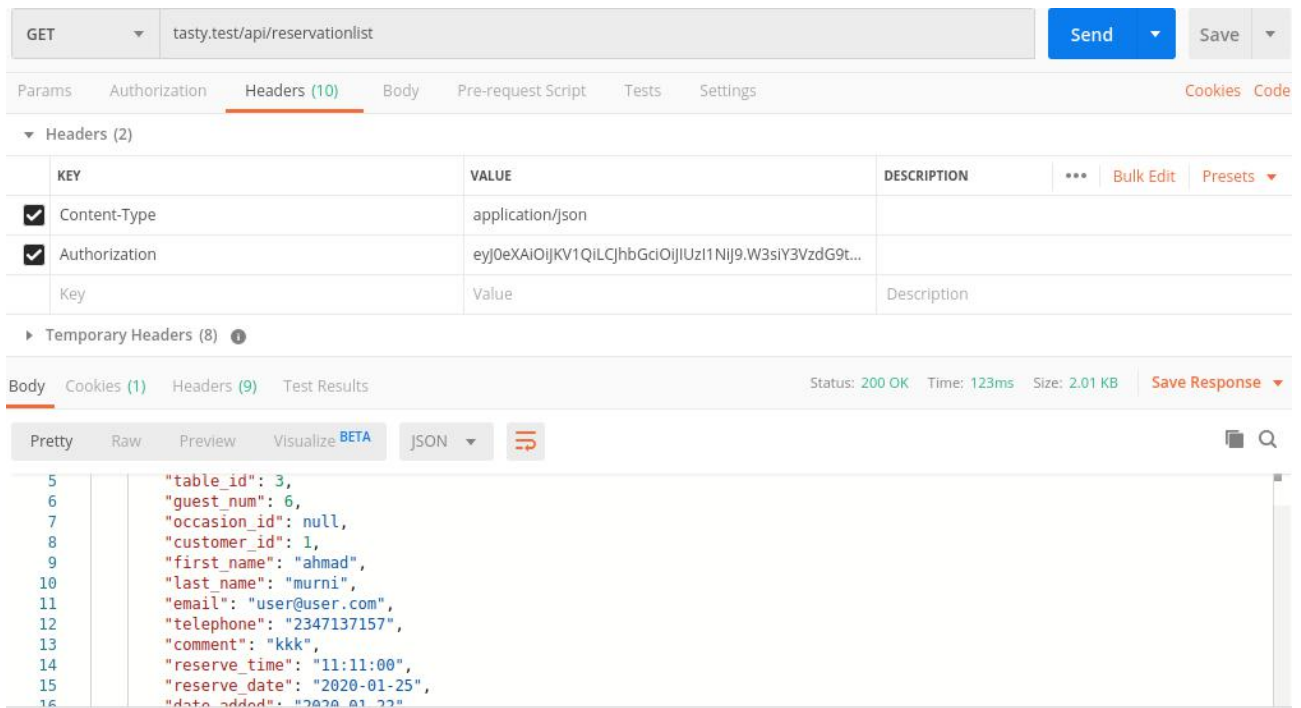 GET tasty.test/api/reservationlist Send Save
Params Authorization Headers (10) Body Pre-request Script Tests Settings Cookies Code
Headers (2)
KEY VALUE DESCRIPTION ••• Bulk Edit Presets
Content-Type application/json
Authorization eyJ0eXAiOiJKV1QiLCJhbGciOiJIUzI1NiJ9.W3siY3VzdG9t...
Key Value Description
Temporary Headers (8) i
Body Cookies (1) Headers (9) Test Results Status: 200 OK Time: 123ms Size: 2.01 KB Save Response
Pretty Raw Preview Visualize BETA JSON
5 "table_id": 3,
6 "guest_num": 6,
7 "occasion_id": null,
8 "customer_id": 1,
9 "first_name": "ahmad",
10 "last_name": "murni",
11 "email": "user@user.com",
12 "telephone": "2347137157",
13 "comment": "kkk",
14 "reserve_time": "11:11:00",
15 "reserve_date": "2020-01-25",
16 "date_added": "2020-01-22"